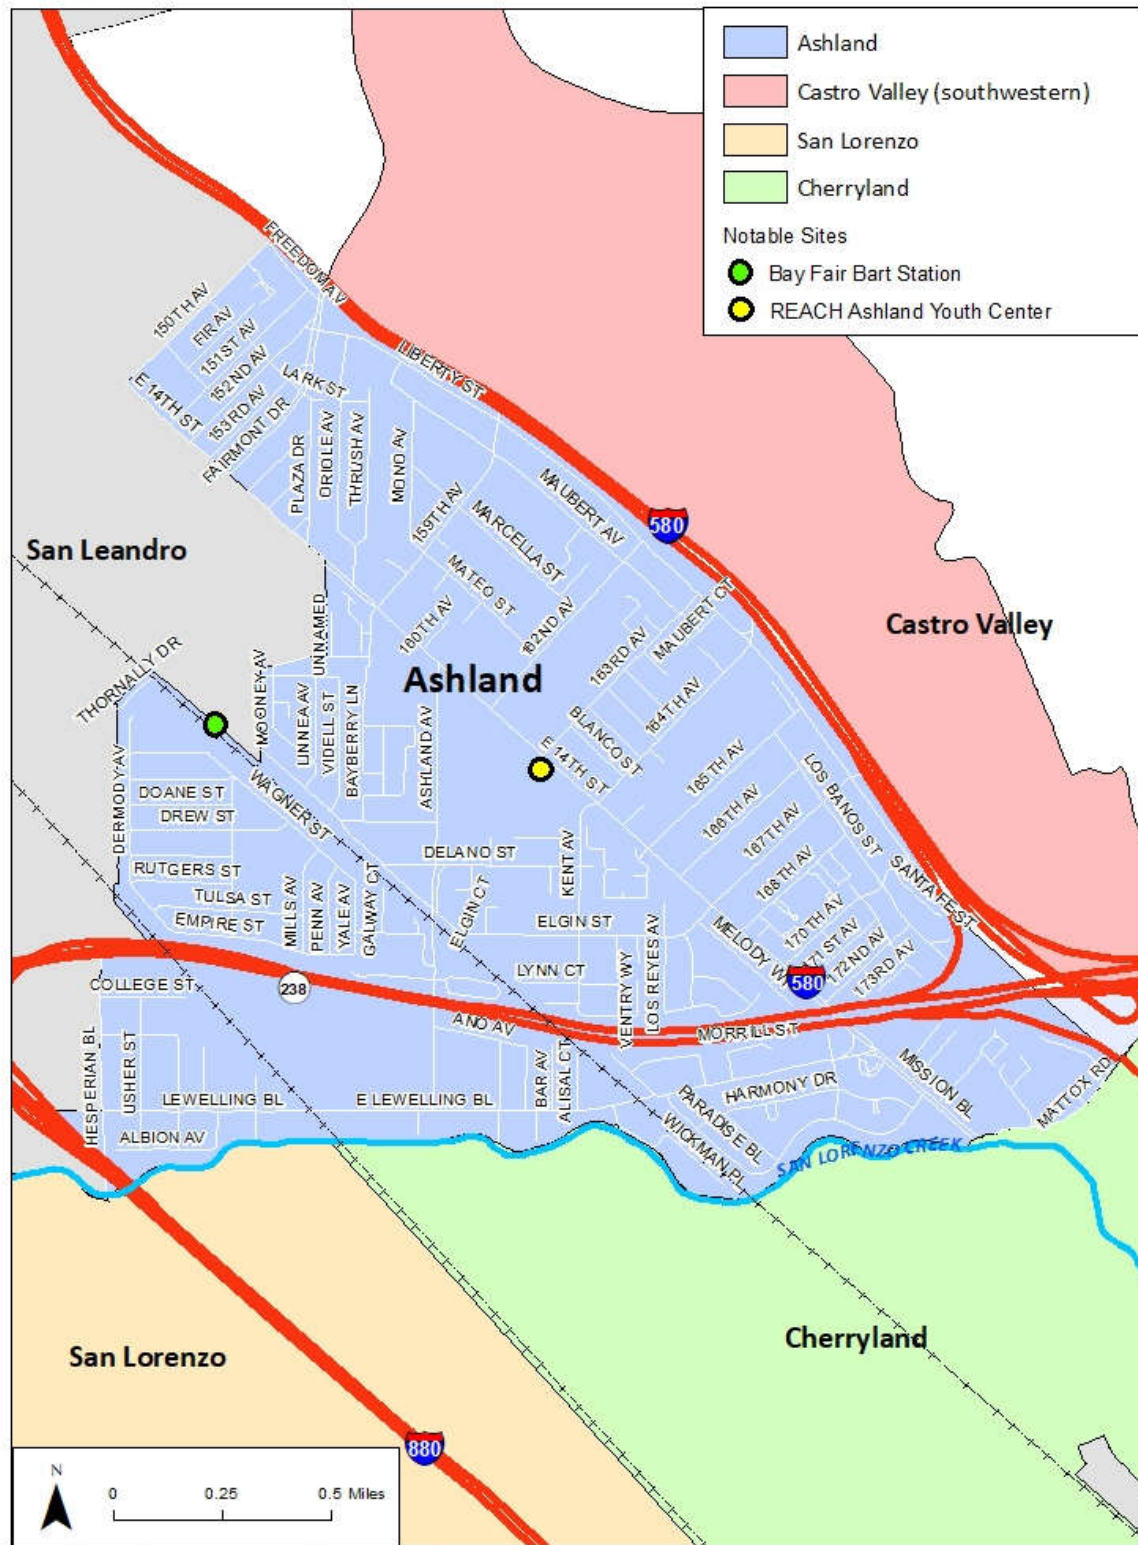 Ashland
Castro Valley (southwestern)
San Lorenzo
Cherryland
Notable Sites
Bay Fair Bart Station
REACH Ashland Youth Center
FREEDOM AV
150TH AV
FIR AV
151ST AV
152ND AV
E 14TH ST
153RD AV
FAIRMONT DR
LARK ST
LIBERTY ST
PLAZA DR
ORIOLE AV
THRUSH AV
MONO AV
159TH AV
MAUBERT AV
MARCELLA ST
580
San Leandro
MATEO ST
160TH AV
162ND AV
MAUBERT CT
163RD AV
Castro Valley
UNNAMED
Ashland
THORNALLY DR
MOONEY AV
LINNEA AV
VIDELL ST
BAYBERRY LN
ASHLAND AV
BLANCO ST
164TH AV
E 14TH ST
165TH AV
LOS BANOS ST
DERMODY AV
DOANE ST
DREW ST
WAGNER ST
166TH AV
167TH AV
168TH AV
SANTA FE ST
DELANO ST
KENT AV
RUTGERS ST
TULSA ST
EMPIRE ST
MILLS AV
PENN AV
YALE AV
GALWAY CT
ELGIN CT
ELGIN ST
170TH AV
171ST AV
172ND AV
173RD AV
MELODY W
580
LYNN CT
VENTRY WY
LOS REYES AV
COLLEGE ST
238
ANO AV
MORRILL ST
HESPERIAN BL
USHER ST
BAR AV
ALISAL CT
MISSION BL
MATTOX RD
HARMONY DR
LEWELLING BL
E LEWELLING BL
PARADISE BL
WICKMAN PL
ALBION AV
SAN LORENZO CREEK
Cherryland
San Lorenzo
880
N
0 0.25 0.5 Miles